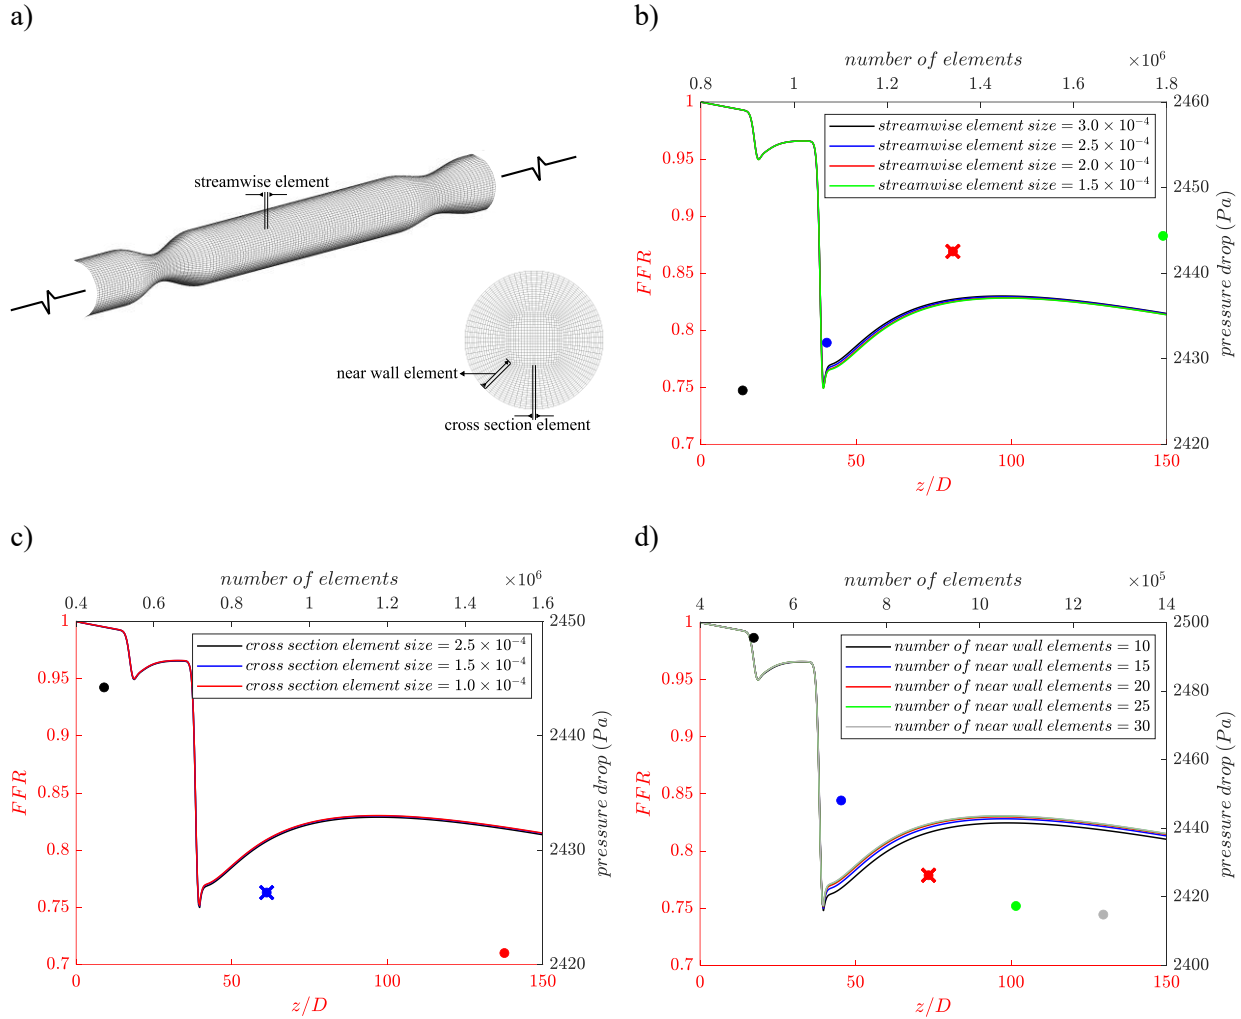 a)
streamwise element
near wall element
cross section element
b)
number of elements
×10⁶
0.8 1 1.2 1.4 1.6 1.8
streamwise element size = 3.0 × 10⁻⁴
streamwise element size = 2.5 × 10⁻⁴
streamwise element size = 2.0 × 10⁻⁴
streamwise element size = 1.5 × 10⁻⁴
1
0.95
0.9
0.85
0.8
0.75
0.7
FFR
2460
2450
2440
2430
2420
pressure drop (Pa)
0 50 100 150
z/D
c)
number of elements
×10⁶
0.4 0.6 0.8 1 1.2 1.4 1.6
cross section element size = 2.5 × 10⁻⁴
cross section element size = 1.5 × 10⁻⁴
cross section element size = 1.0 × 10⁻⁴
1
0.95
0.9
0.85
0.8
0.75
0.7
FFR
2450
2440
2430
2420
pressure drop (Pa)
0 50 100 150
z/D
d)
number of elements
×10⁵
4 6 8 10 12 14
number of near wall elements = 10
number of near wall elements = 15
number of near wall elements = 20
number of near wall elements = 25
number of near wall elements = 30
1
0.95
0.9
0.85
0.8
0.75
0.7
FFR
2500
2480
2460
2440
2420
2400
pressure drop (Pa)
0 50 100 150
z/D